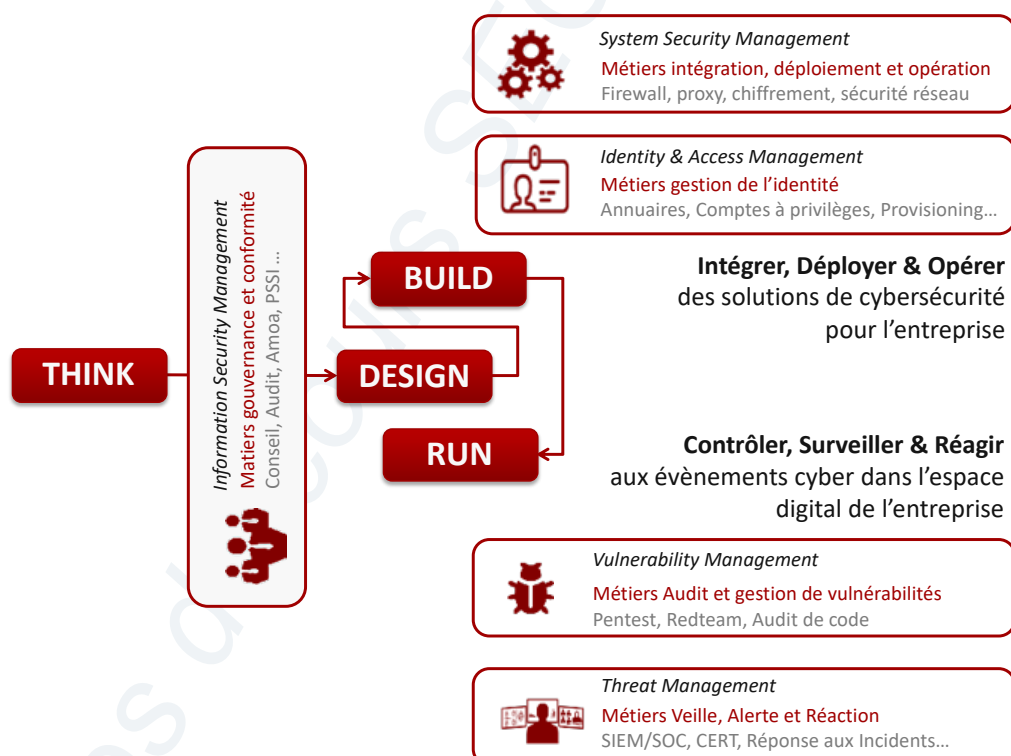 System Security Management
Métiers intégration, déploiement et opération
Firewall, proxy, chiffrement, sécurité réseau
Identity & Access Management
Métiers gestion de l'identité
Annuaires, Comptes à privilèges, Provisioning...
Information Security Management
Matiers gouvernance et conformité
Conseil, Audit, Amoa, PSSI ...
THINK
BUILD
DESIGN
RUN
Intégrer, Déployer & Opérer
des solutions de cybersécurité
pour l'entreprise
Contrôler, Surveiller & Réagir
aux évènements cyber dans l'espace
digital de l'entreprise
Vulnerability Management
Métiers Audit et gestion de vulnérabilités
Pentest, Redteam, Audit de code
Threat Management
Métiers Veille, Alerte et Réaction
SIEM/SOC, CERT, Réponse aux Incidents...